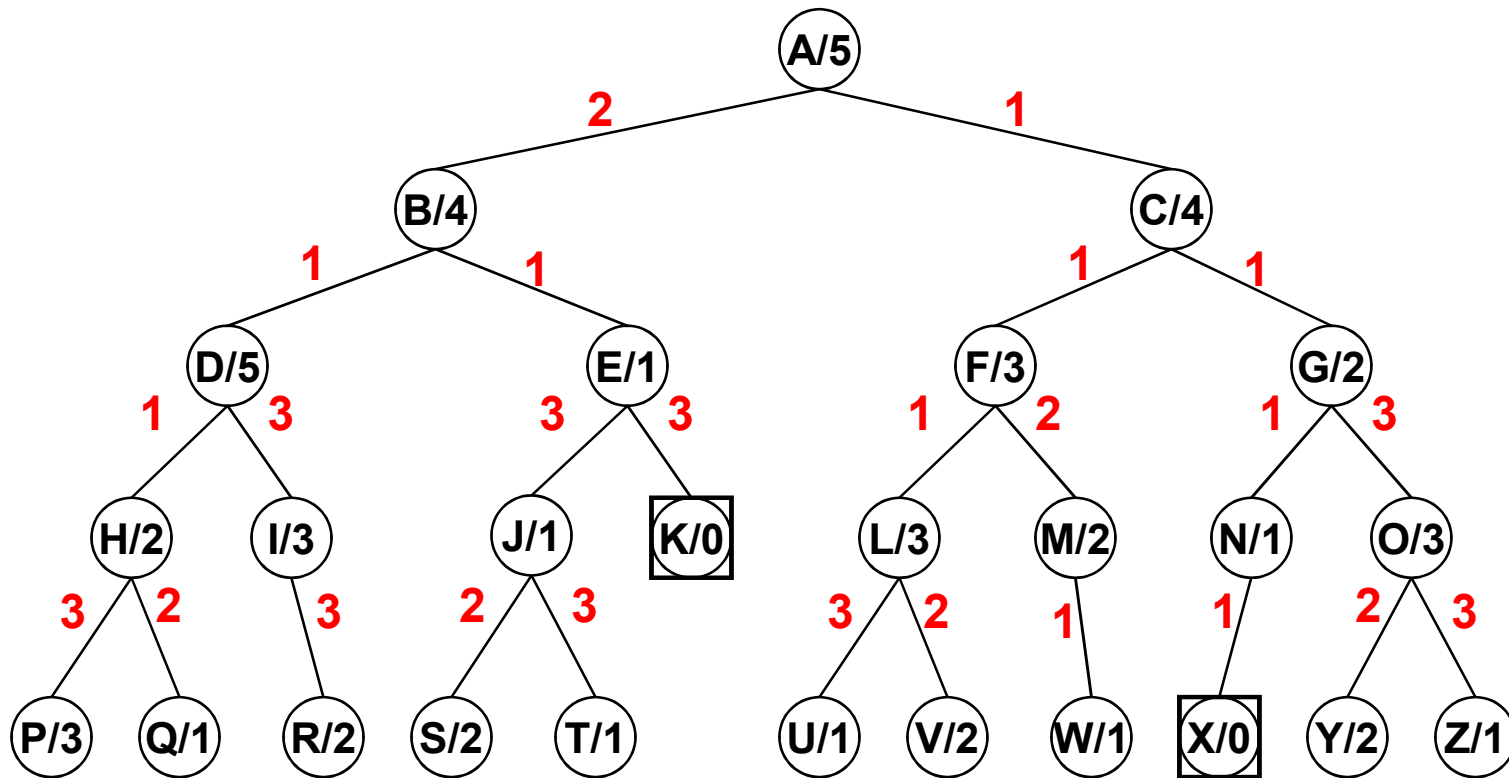 A/5
2 1
B/4 C/4
1 1 1 1
D/5 E/1 F/3 G/2
1 3 3 3 1 2 1 3
H/2 I/3 J/1 K/0 L/3 M/2 N/1 O/3
3 2 3 2 3 3 2 1 1 2 3
P/3 Q/1 R/2 S/2 T/1 U/1 V/2 W/1 X/0 Y/2 Z/1